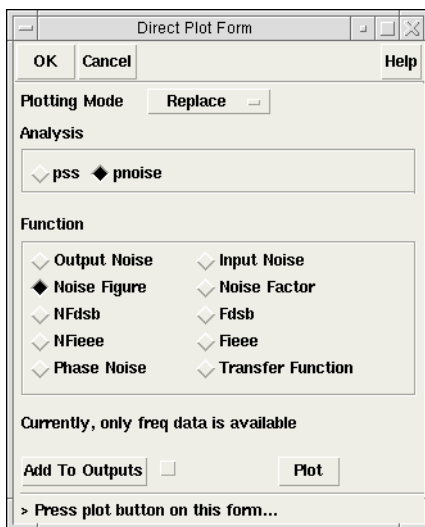 Direct Plot Form
OK Cancel Help
Plotting Mode Replace
Analysis
pss pnoise
Function
Output Noise Input Noise
Noise Figure Noise Factor
NFdsb Fdsb
NFieee Fieee
Phase Noise Transfer Function
Currently, only freq data is available
Add To Outputs Plot
> Press plot button on this form...